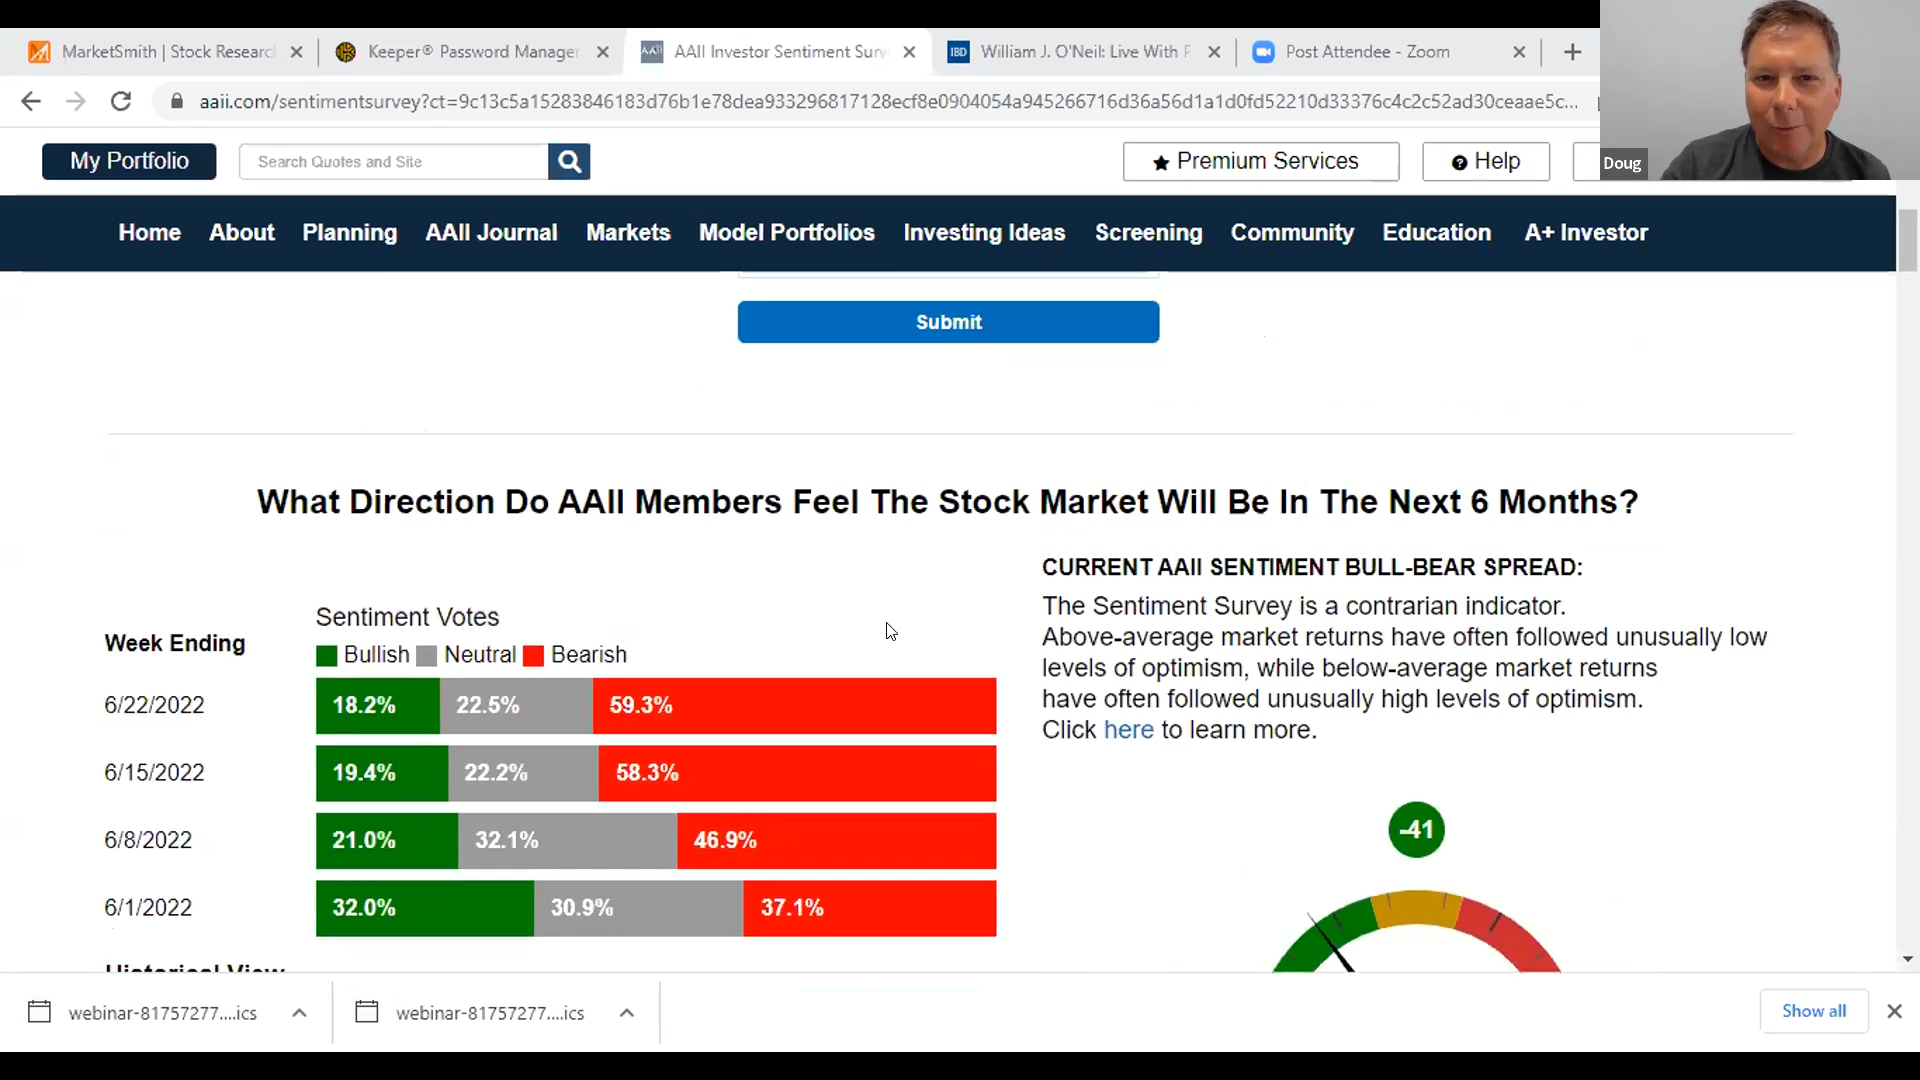 MarketSmith | Stock Research
Keeper® Password Manager
AAII Investor Sentiment Surv
IBD
William J. O'Neil: Live With P
Post Attendee - Zoom
aaii.com/sentimentsurvey?ct=9c13c5a15283846183d76b1e78dea933296817128ecf8e0904054a945266716d36a56d1a1d0fd52210d33376c4c2c52ad30ceaae5c...
Doug
My Portfolio
Search Quotes and Site
Premium Services
Help
Home About Planning AAII Journal Markets Model Portfolios Investing Ideas Screening Community Education A+ Investor
Submit
What Direction Do AAII Members Feel The Stock Market Will Be In The Next 6 Months?
Week Ending
Sentiment Votes
Bullish Neutral Bearish
6/22/2022 18.2% 22.5% 59.3%
6/15/2022 19.4% 22.2% 58.3%
6/8/2022 21.0% 32.1% 46.9%
6/1/2022 32.0% 30.9% 37.1%
Historical View
CURRENT AAII SENTIMENT BULL-BEAR SPREAD:
The Sentiment Survey is a contrarian indicator.
Above-average market returns have often followed unusually low
levels of optimism, while below-average market returns
have often followed unusually high levels of optimism.
Click here to learn more.
-41
webinar-81757277....ics
webinar-81757277....ics
Show all